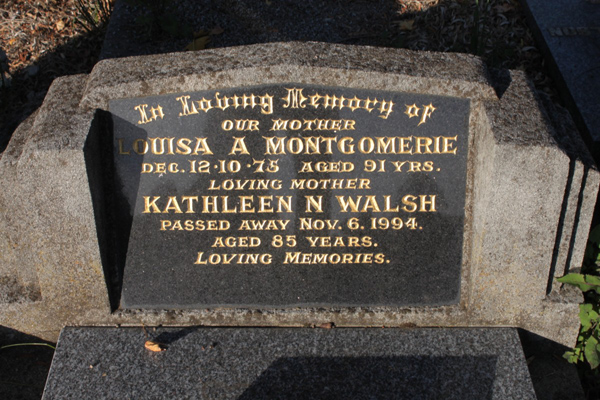 In Loving Memory of
OUR MOTHER
LOUISA A MONTGOMERIE
DEC. 12·10·75 AGED 91 YRS.
LOVING MOTHER
KATHLEEN N WALSH
PASSED AWAY NOV. 6. 1994.
AGED 85 YEARS.
LOVING MEMORIES.